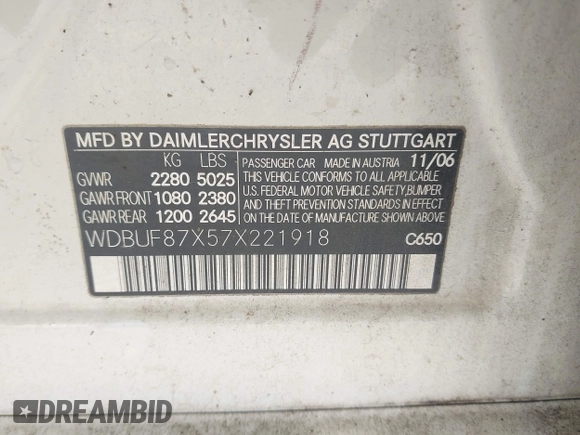 MFD BY DAIMLERCHRYSLER AG STUTTGART
KG LBS PASSENGER CAR MADE IN AUSTRIA 11/06
GVWR 2280 5025 THIS VEHICLE CONFORMS TO ALL APPLICABLE
GAWR FRONT 1080 2380 U.S. FEDERAL MOTOR VEHICLE SAFETY,BUMPER
AND THEFT PREVENTION STANDARDS IN EFFECT
GAWR REAR 1200 2645 ON THE DATE OF MANUFACTURE SHOWN ABOVE.
WDBUF87X57X221918 C650
DREAMBID